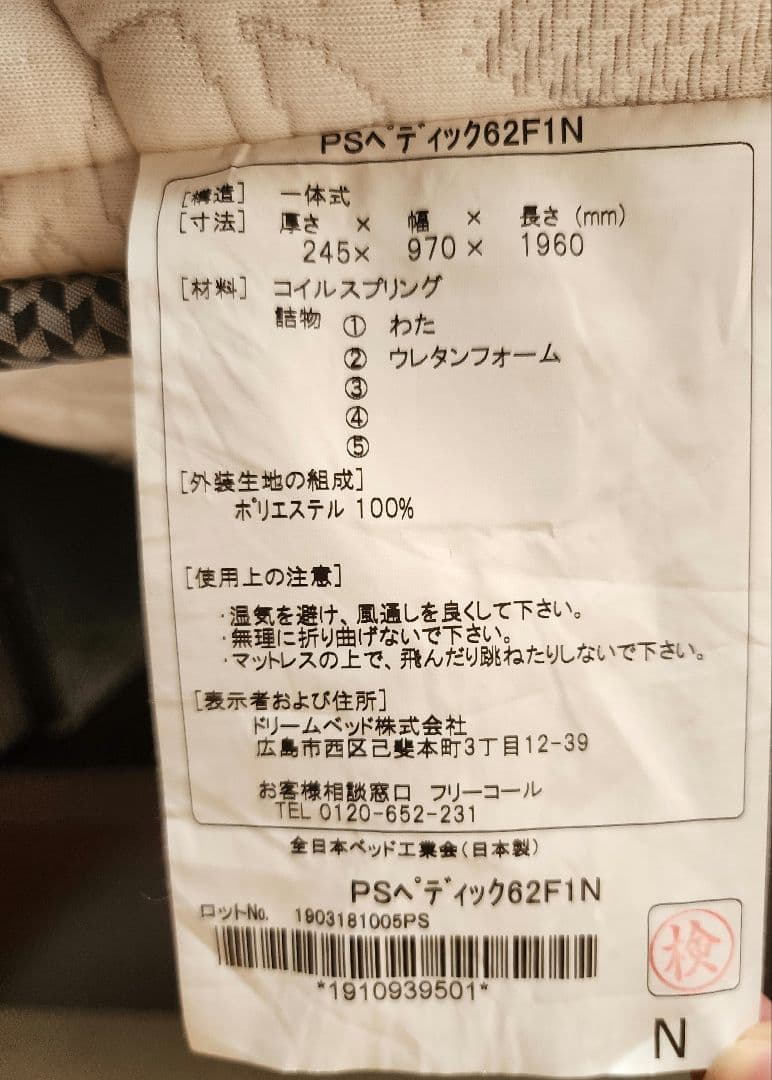 PSペディック62F1N
[構造] 一体式
[寸法] 厚さ × 幅 × 長さ (mm)
245× 970 × 1960
[材料] コイルスプリング
詰物 ① わた
② ウレタンフォーム
③
④
⑤
[外装生地の組成]
ポリエステル 100%
[使用上の注意]
・湿気を避け、風通しを良くして下さい。
・無理に折り曲げないで下さい。
・マットレスの上で、飛んだり跳ねたりしないで下さい。
[表示者および住所]
ドリームベッド株式会社
広島市西区己斐本町3丁目12-39
お客様相談窓口 フリーコール
TEL 0120-652-231
全日本ベッド工業会(日本製)
PSペディック62F1N
ロットNo. 1903181005PS
*1910939501*
検
N